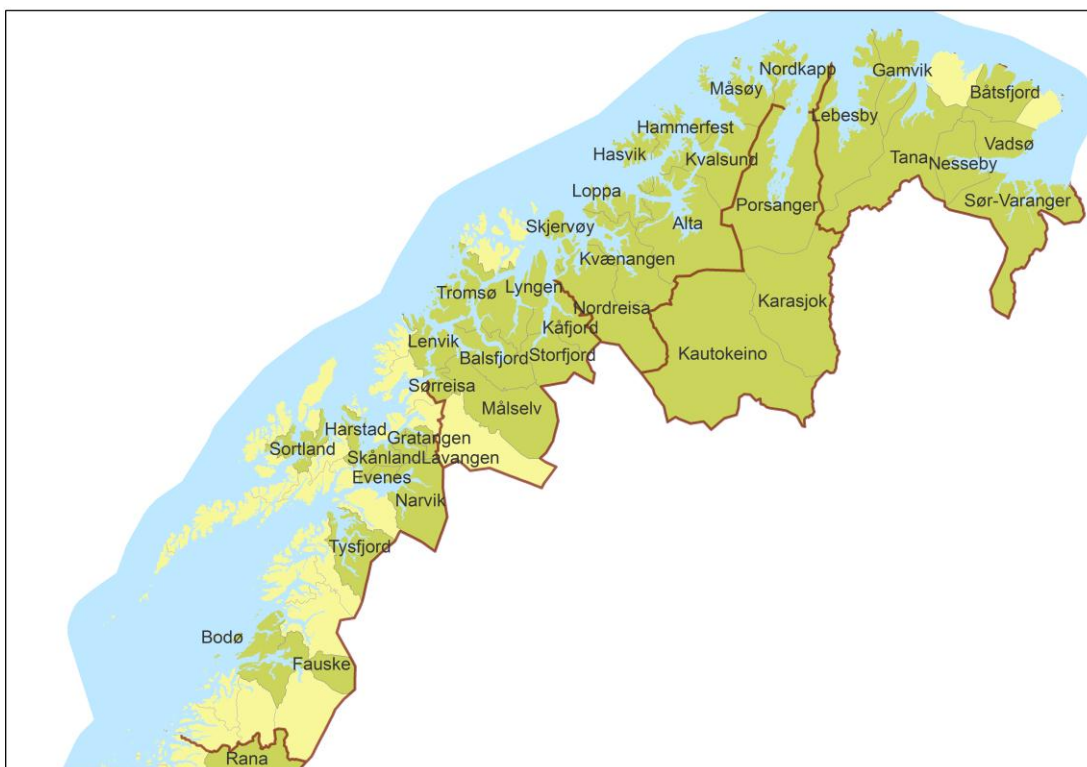 Nordkapp
Gamvik
Måsøy
Båtsfjord
Lebesby
Hammerfest
Vadsø
Hasvik
Kvalsund
Tana
Nesseby
Loppa
Sør-Varanger
Porsanger
Skjervøy
Alta
Kvænangen
Tromsø
Lyngen
Nordreisa
Karasjok
Kåfjord
Lenvik
Balsfjord
Storfjord
Kautokeino
Sørreisa
Målselv
Harstad
Gratangen
Sortland
Skånland
Lavangen
Evenes
Narvik
Tysfjord
Bodø
Fauske
Rana